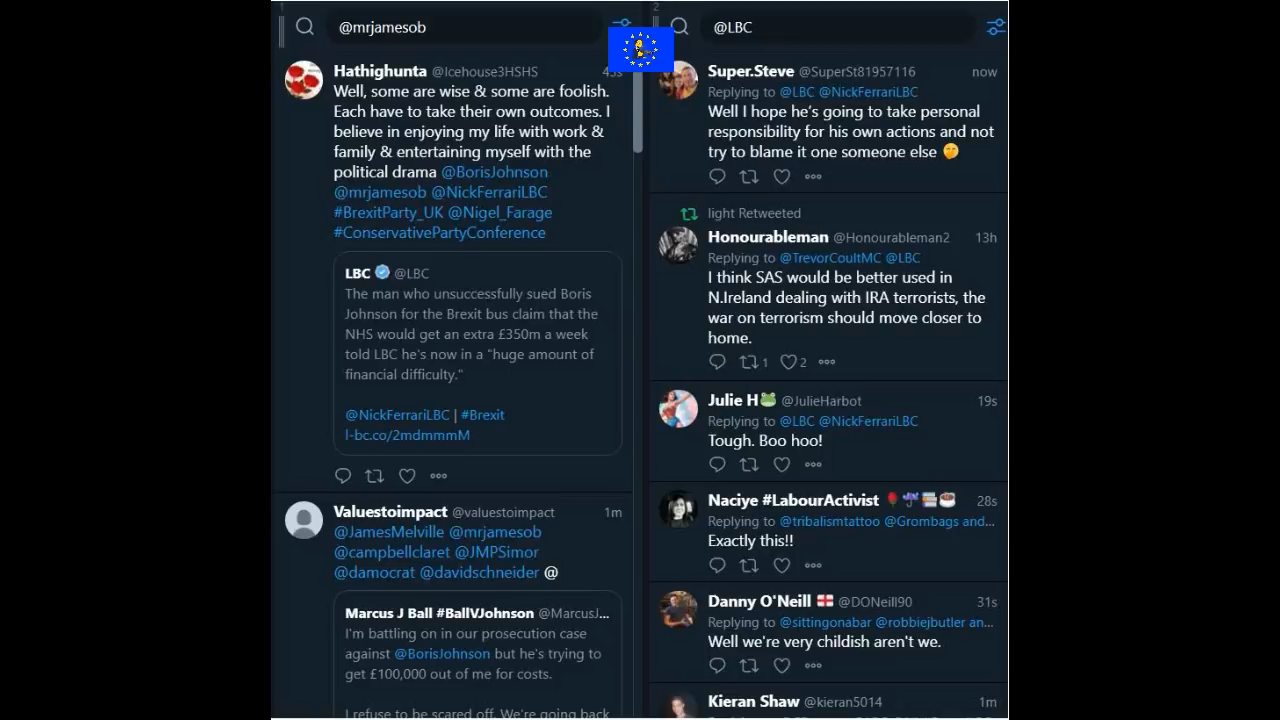 1
@mrjamesob
Hathighunta @Icehouse3HSHS 43s
Well, some are wise & some are foolish.
Each have to take their own outcomes. I
believe in enjoying my life with work &
family & entertaining myself with the
political drama @BorisJohnson
@mrjamesob @NickFerrariLBC
#BrexitParty_UK @Nigel_Farage
#ConservativePartyConference
LBC @LBC
The man who unsuccessfully sued Boris
Johnson for the Brexit bus claim that the
NHS would get an extra £350m a week
told LBC he's now in a "huge amount of
financial difficulty."
@NickFerrariLBC | #Brexit
l-bc.co/2mdmmmM
Valuestoimpact @valuestoimpact 1m
@JamesMelville @mrjamesob
@campbellclaret @JMPSimor
@damocrat @davidschneider @
Marcus J Ball #BallVJohnson @MarcusJ...
I'm battling on in our prosecution case
against @BorisJohnson but he's trying to
get £100,000 out of me for costs.
I refuse to be scared off. We're going back
2
@LBC
Super.Steve @SuperSt81957116 now
Replying to @LBC @NickFerrariLBC
Well I hope he's going to take personal
responsibility for his own actions and not
try to blame it one someone else 🤭
light Retweeted
Honourableman @Honourableman2 13h
Replying to @TrevorCoultMC @LBC
I think SAS would be better used in
N.Ireland dealing with IRA terrorists, the
war on terrorism should move closer to
home.
1 2
Julie H🐸 @JulieHarbot 19s
Replying to @LBC @NickFerrariLBC
Tough. Boo hoo!
Naciye #LabourActivist 🌹☔📚☕ 28s
Replying to @tribalismtattoo @Grombags and...
Exactly this!!
Danny O'Neill 🏴󠁧󠁢󠁥󠁮󠁧󠁿 @DONeill90 31s
Replying to @sittingonabar @robbiejbutler an...
Well we're very childish aren't we.
Kieran Shaw @kieran5014 1m